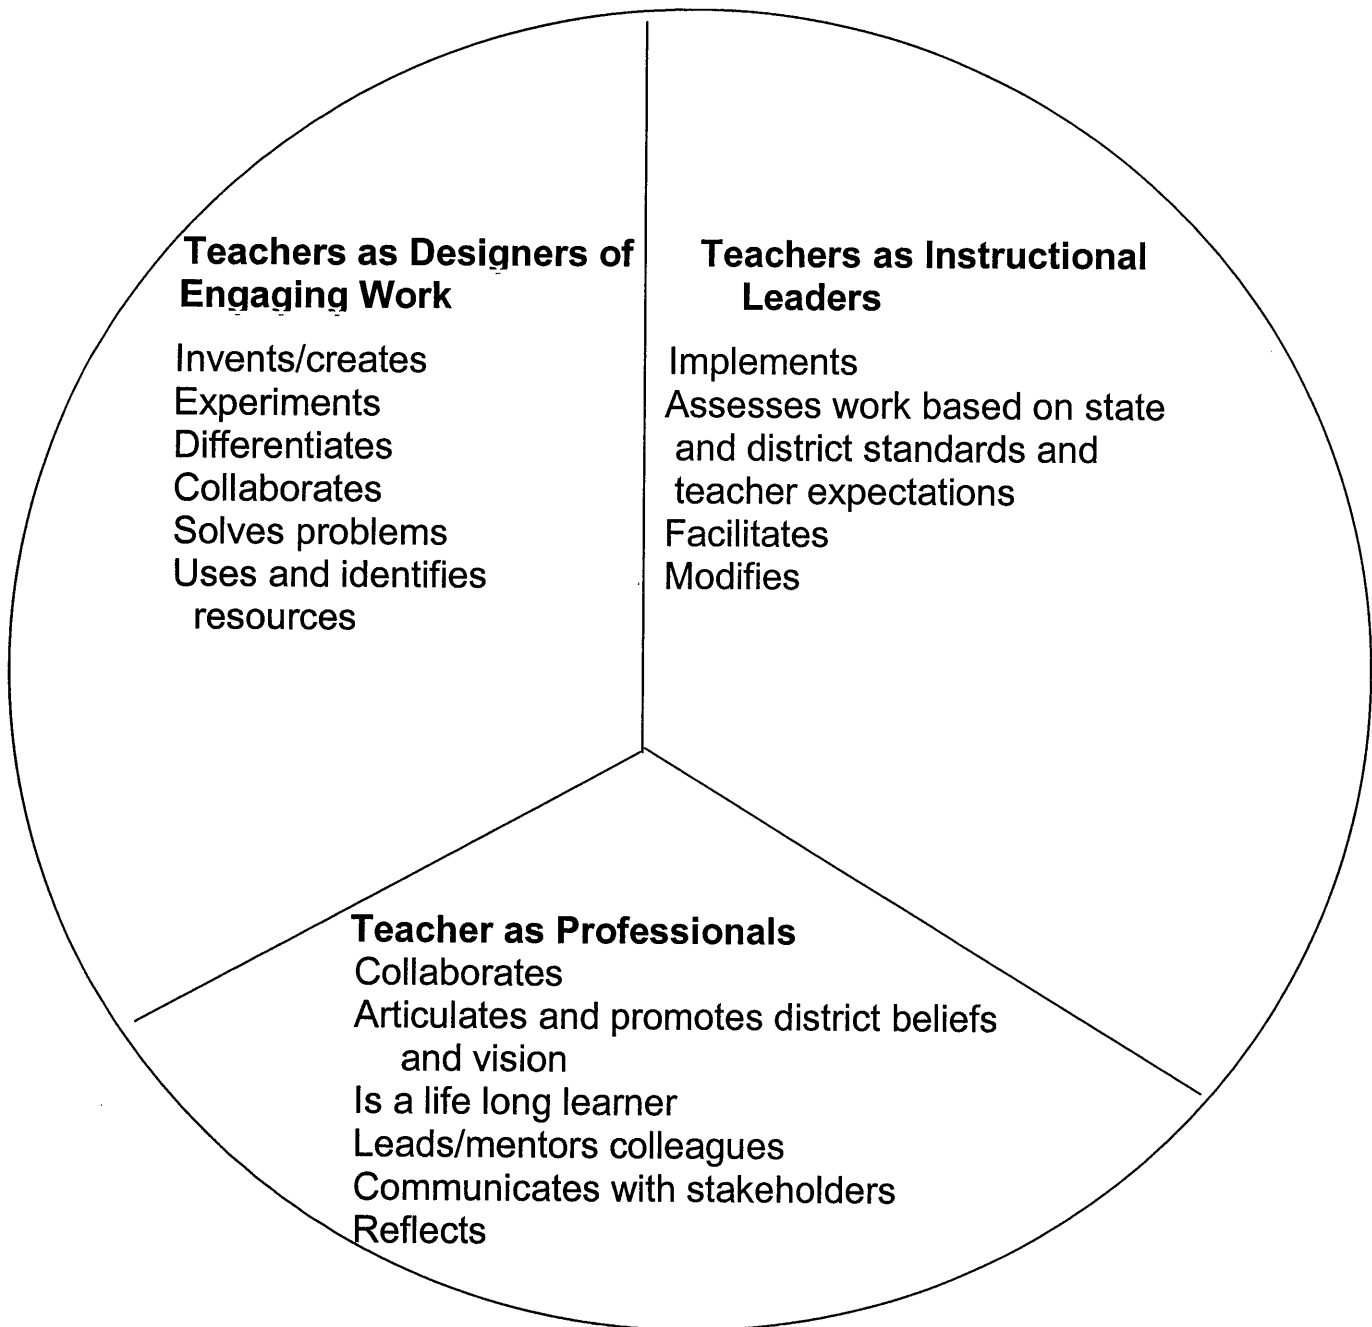 Teachers as Designers of
Engaging Work
Invents/creates
Experiments
Differentiates
Collaborates
Solves problems
Uses and identifies
resources
Teachers as Instructional
Leaders
Implements
Assesses work based on state
and district standards and
teacher expectations
Facilitates
Modifies
Teacher as Professionals
Collaborates
Articulates and promotes district beliefs
and vision
Is a life long learner
Leads/mentors colleagues
Communicates with stakeholders
Reflects